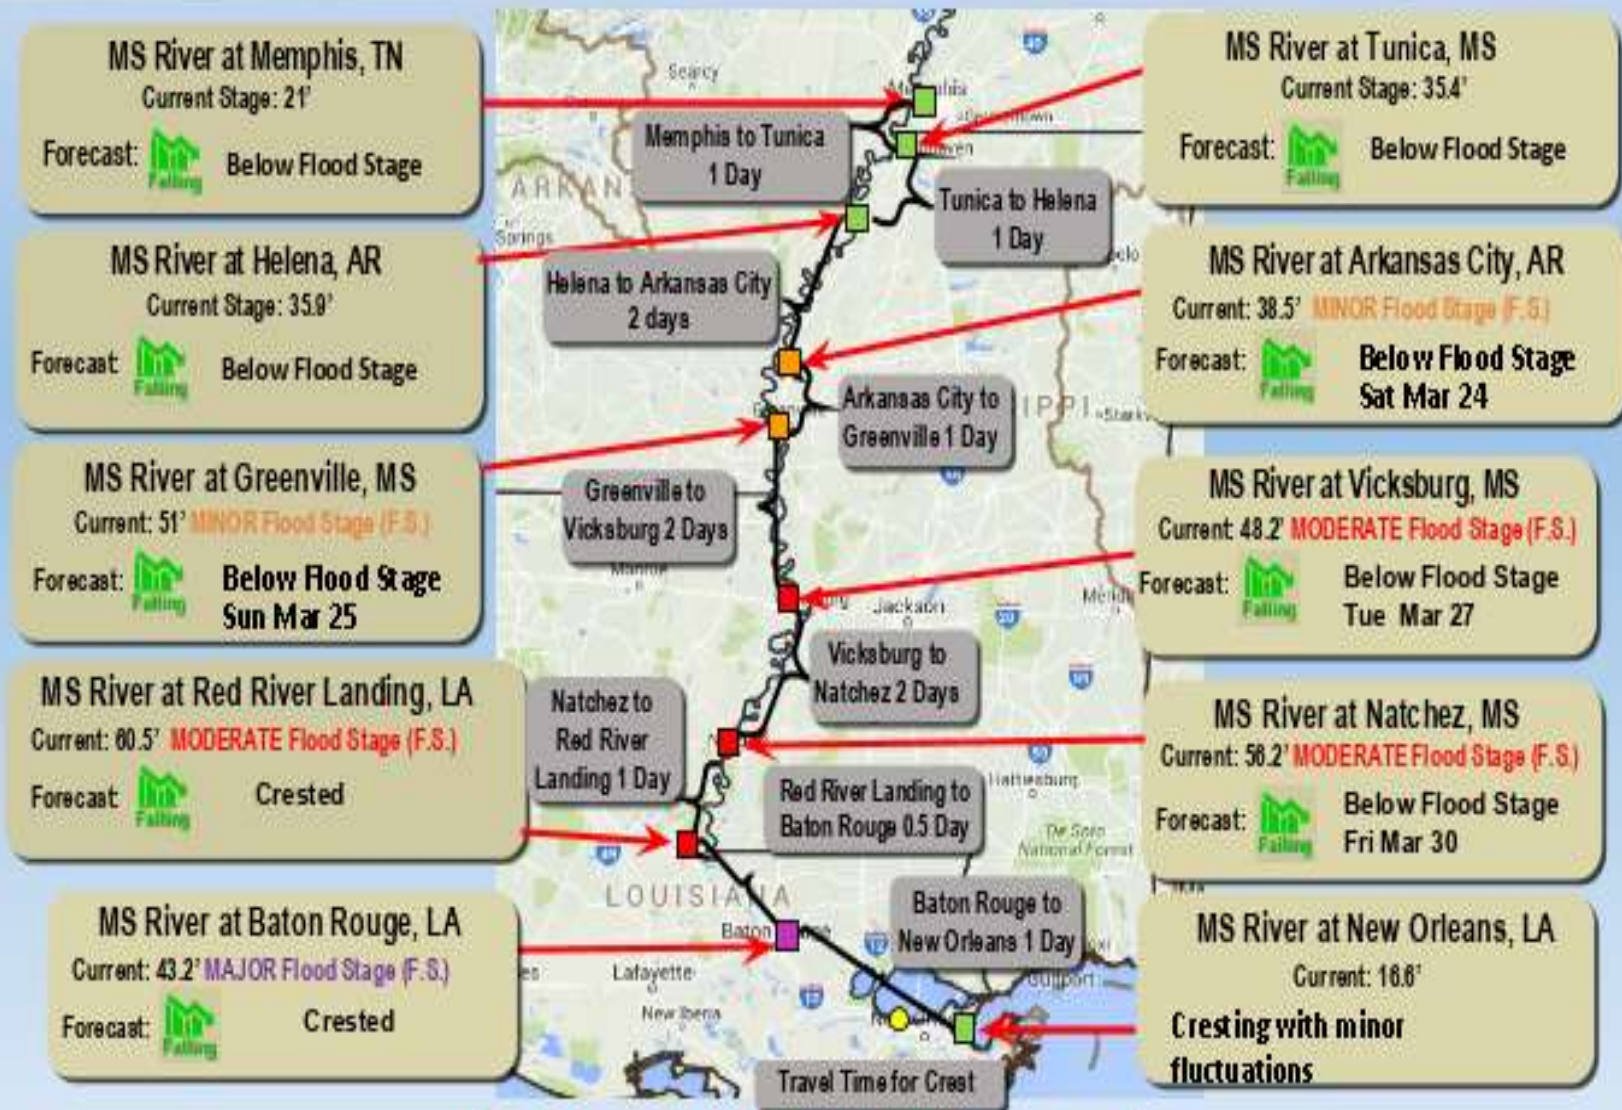 MS River at Memphis, TN
Current Stage: 21'
Forecast:
Falling
Below Flood Stage
MS River at Helena, AR
Current Stage: 35.9'
Forecast
Falling
Below Flood Stage
MS River at Greenville, MS
Current: 51' MINOR Flood Stage (F.S.)
Forecast:
Falling
Below Flood Stage
Sun Mar 25
MS River at Red River Landing, LA
Current: 60.5' MODERATE Flood Stage (F.S.)
Forecast
Falling
Crested
MS River at Baton Rouge, LA
Current: 43.2' MAJOR Flood Stage (F.S.)
Forecast:
Falling
Crested
Searcy
Memphis to Tunica
1 Day
Tunica to Helena
1 Day
Springs
Helena to Arkansas City
2 days
Arkansas City to
Greenville 1 Day
Greenville to
Vicksburg 2 Days
Monroe
Jackson
Vicksburg to
Natchez 2 Days
Natchez to
Red River
Landing 1 Day
Hattiesburg
Red River Landing to
Baton Rouge 0.5 Day
De Soto
National Forest
LOUISIANA
Baton Rouge to
New Orleans 1 Day
Baton
Lafayette
New Iberia
Gulfport
Travel Time for Crest
MS River at Tunica, MS
Current Stage: 35.4'
Forecast:
Falling
Below Flood Stage
MS River at Arkansas City, AR
Current: 38.5' MINOR Flood Stage (F.S.)
Forecast:
Falling
Below Flood Stage
Sat Mar 24
MS River at Vicksburg, MS
Current: 48.2' MODERATE Flood Stage (F.S.)
Forecast:
Falling
Below Flood Stage
Tue Mar 27
MS River at Natchez, MS
Current: 56.2' MODERATE Flood Stage (F.S.)
Forecast:
Falling
Below Flood Stage
Fri Mar 30
MS River at New Orleans, LA
Current: 16.6'
Cresting with minor
fluctuations